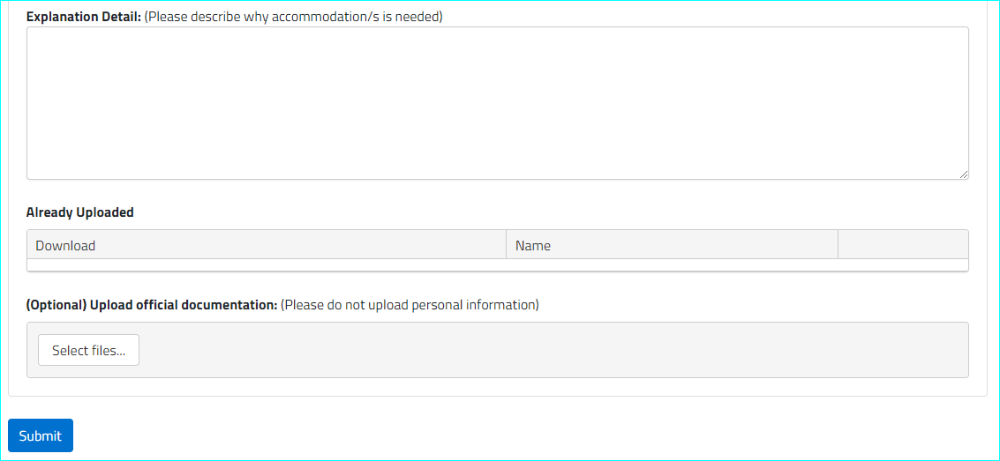 Explanation Detail: (Please describe why accommodation/s is needed)
Already Uploaded
Download Name
(Optional) Upload official documentation: (Please do not upload personal information)
Select files...
Submit